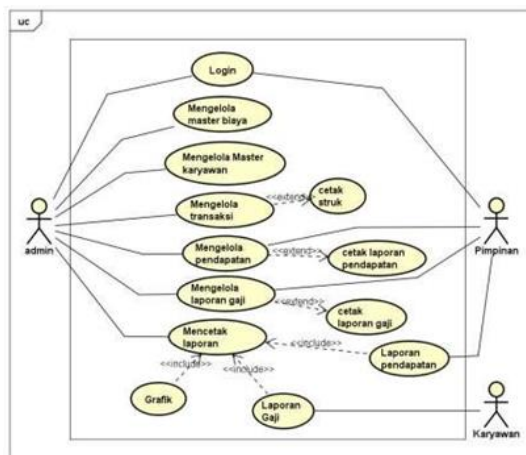 uc
Login
Mengelola
master biaya
Mengelola Master
karyawan
Mengelola
transaksi
<<extend>>
cetak
struk
admin
Mengelola
pendapatan
<<extend>>
cetak laporan
pendapatan
Pimpinan
Mengelola
laporan gaji
<<extend>>
cetak
laporan gaji
Mencetak
laporan
<<include>>
Laporan
pendapatan
<<include>>
<<include>>
Grafik
Laporan
Gaji
Karyawan